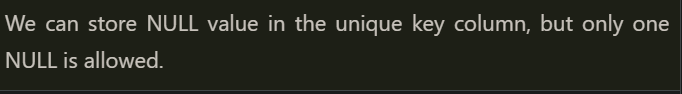 We can store NULL value in the unique key column, but only one
NULL is allowed.